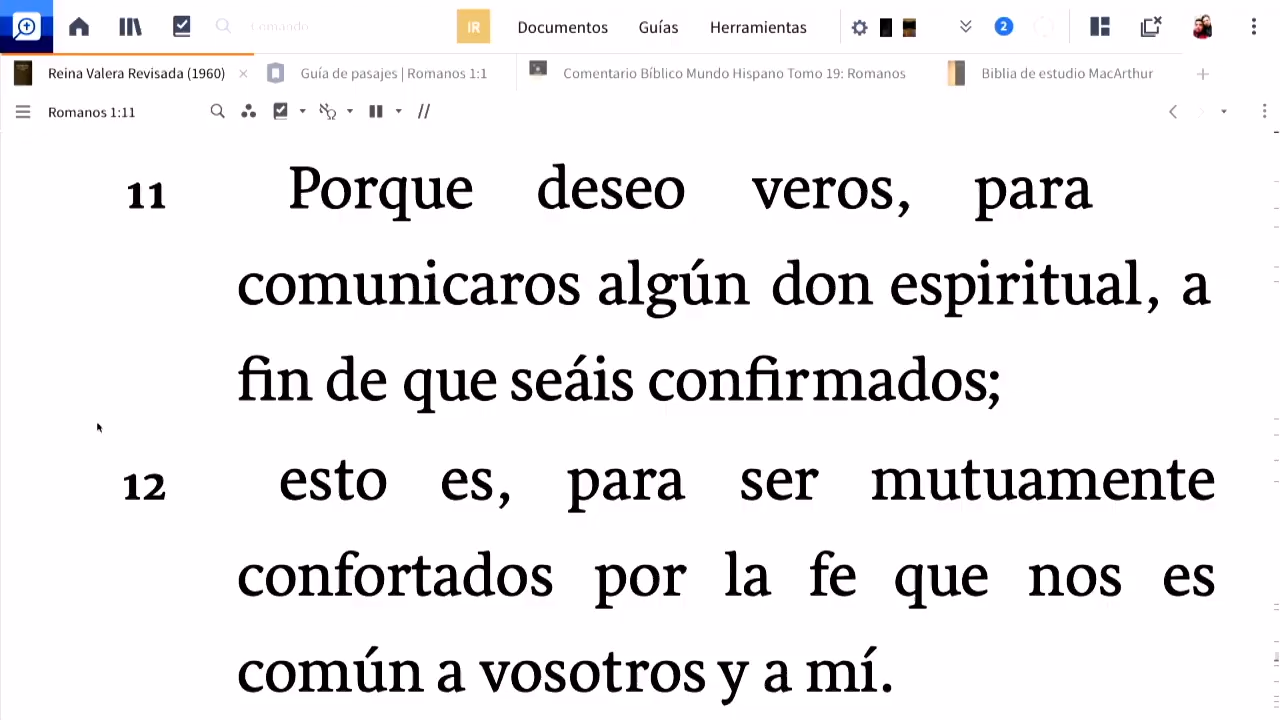 Comando
IR
Documentos
Guías
Herramientas
2
Reina Valera Revisada (1960)
Guía de pasajes | Romanos 1:1
Comentario Bíblico Mundo Hispano Tomo 19: Romanos
Biblia de estudio MacArthur
Romanos 1:11
11 Porque deseo veros, para
comunicaros algún don espiritual, a
fin de que seáis confirmados;
12 esto es, para ser mutuamente
confortados por la fe que nos es
común a vosotros y a mí.